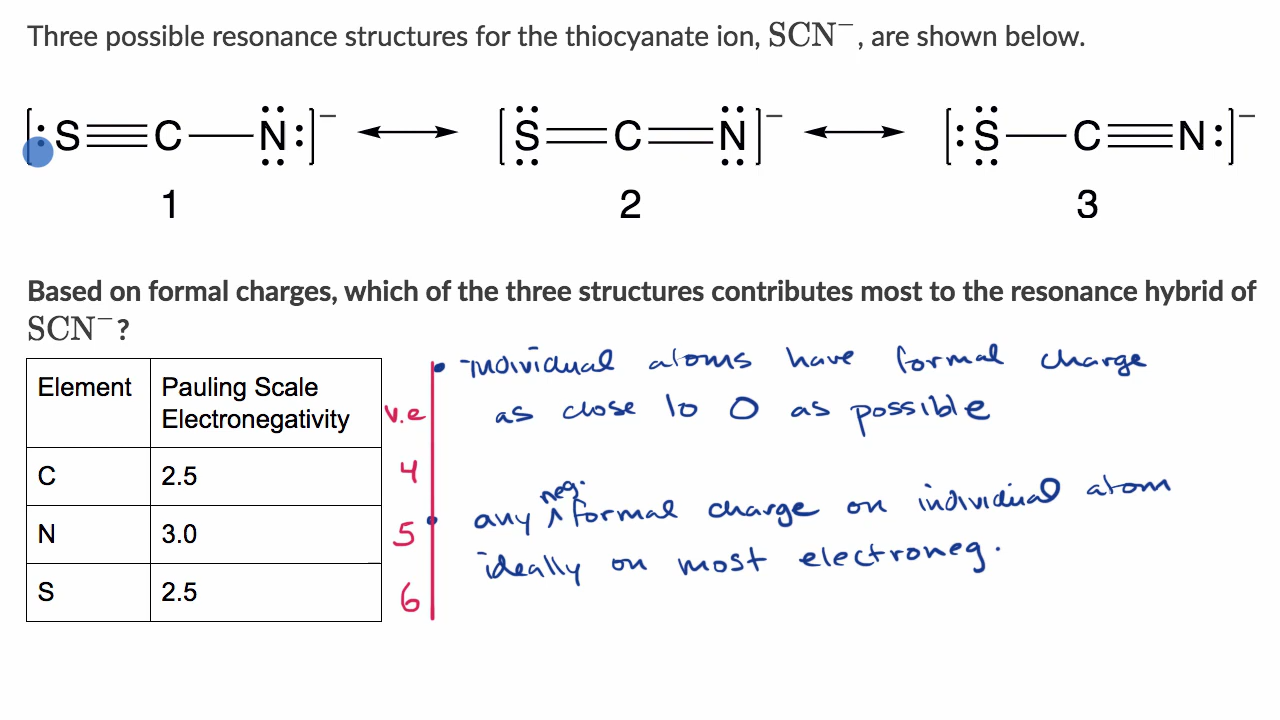 Three possible resonance structures for the thiocyanate ion, SCN⁻, are shown below.
[:S≡C—N̈:]⁻ ↔ [S̈=C=N̈]⁻ ↔ [:S̈—C≡N:]⁻
1 2 3
Based on formal charges, which of the three structures contributes most to the resonance hybrid of
SCN⁻?
Element Pauling Scale
Electronegativity
v.e
C 2.5 4
N 3.0 5
S 2.5 6
• Individual atoms have formal charge
as close to 0 as possible
• any neg. ^ formal charge on individual atom
ideally on most electroneg.